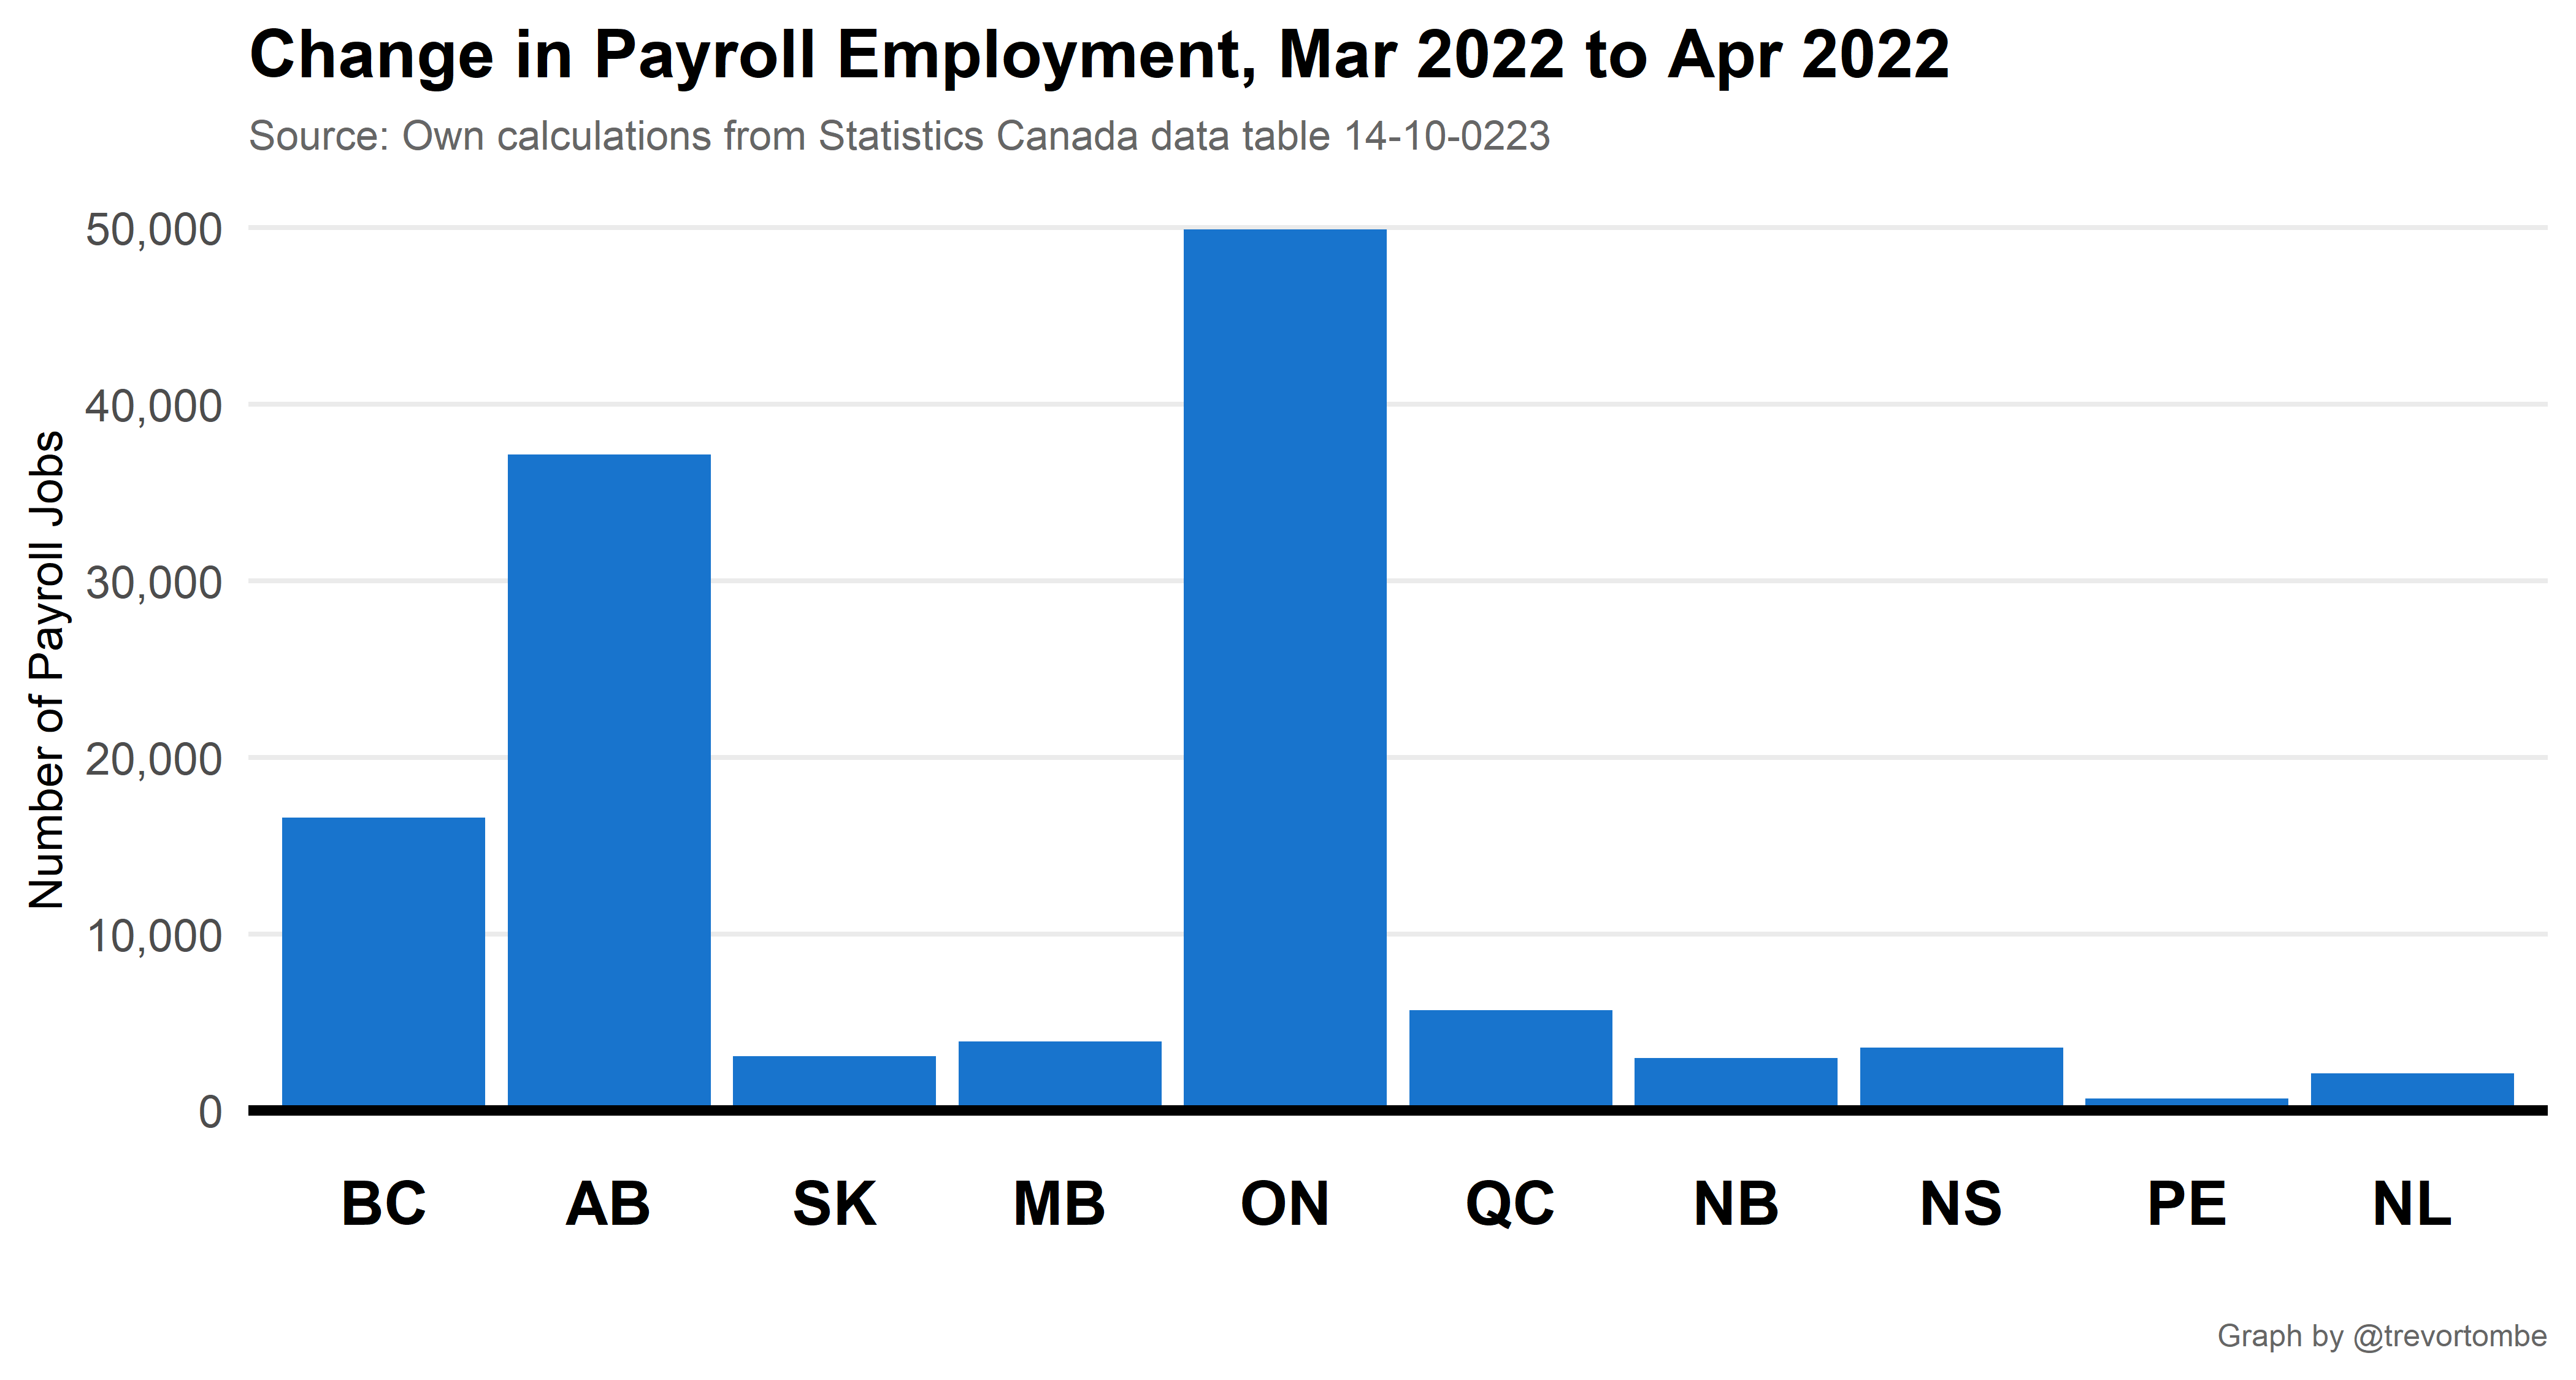 Change in Payroll Employment, Mar 2022 to Apr 2022
Source: Own calculations from Statistics Canada data table 14-10-0223
Number of Payroll Jobs
50,000
40,000
30,000
20,000
10,000
0
BC AB SK MB ON QC NB NS PE NL
Graph by @trevortombe